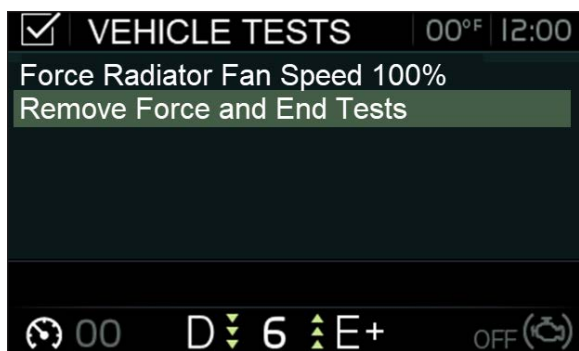 VEHICLE TESTS 00°F 12:00
Force Radiator Fan Speed 100%
Remove Force and End Tests
00 D 6 E+ OFF